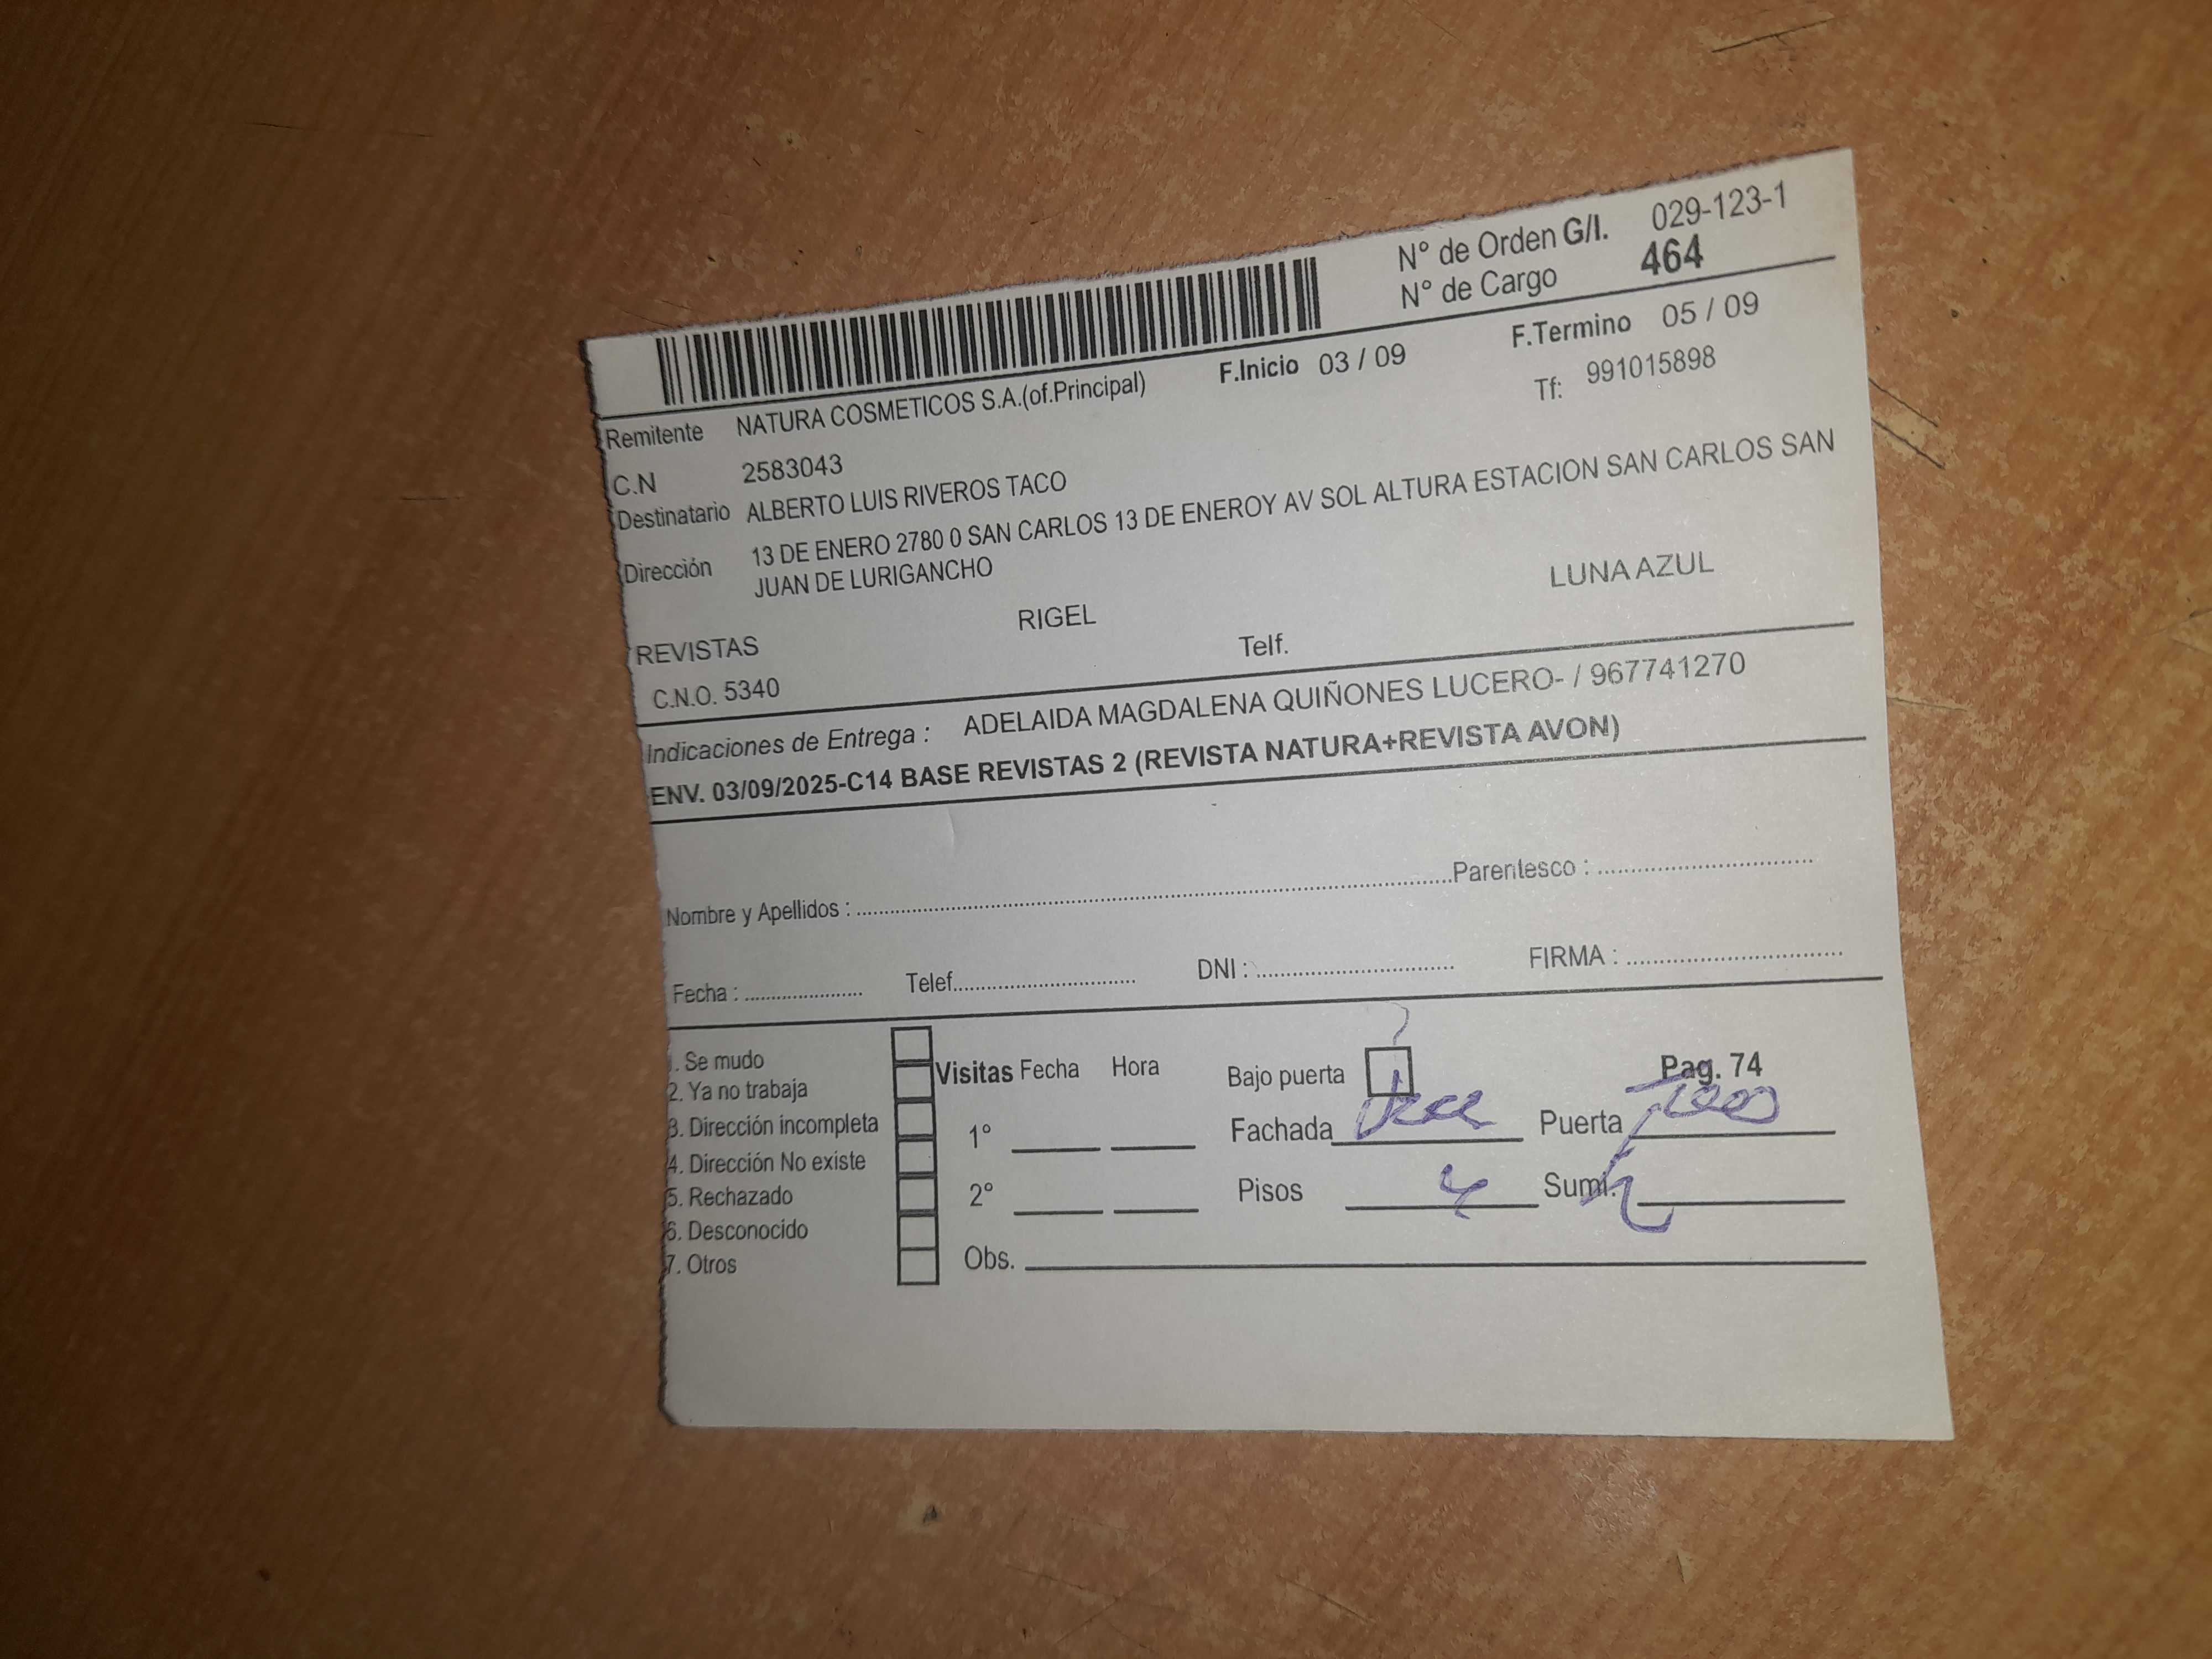 N° de Orden G/I. 029-123-1
N° de Cargo 464
F.Inicio 03 / 09 F.Termino 05 / 09
Remitente NATURA COSMETICOS S.A.(of.Principal) Tf: 991015898
C.N 2583043
Destinatario ALBERTO LUIS RIVEROS TACO
Dirección 13 DE ENERO 2780 0 SAN CARLOS 13 DE ENEROY AV SOL ALTURA ESTACION SAN CARLOS SAN
JUAN DE LURIGANCHO
REVISTAS RIGEL LUNA AZUL
C.N.O. 5340 Telf.
Indicaciones de Entrega : ADELAIDA MAGDALENA QUIÑONES LUCERO- / 967741270
ENV. 03/09/2025-C14 BASE REVISTAS 2 (REVISTA NATURA+REVISTA AVON)
Nombre y Apellidos : Parentesco :
Fecha : Telef. DNI : FIRMA :
1. Se mudo
2. Ya no trabaja
3. Dirección incompleta
4. Dirección No existe
5. Rechazado
6. Desconocido
7. Otros
Visitas Fecha Hora
1°
2°
Obs.
Bajo puerta Pag. 74
Fachada Puerta
Pisos 4 Sumi.